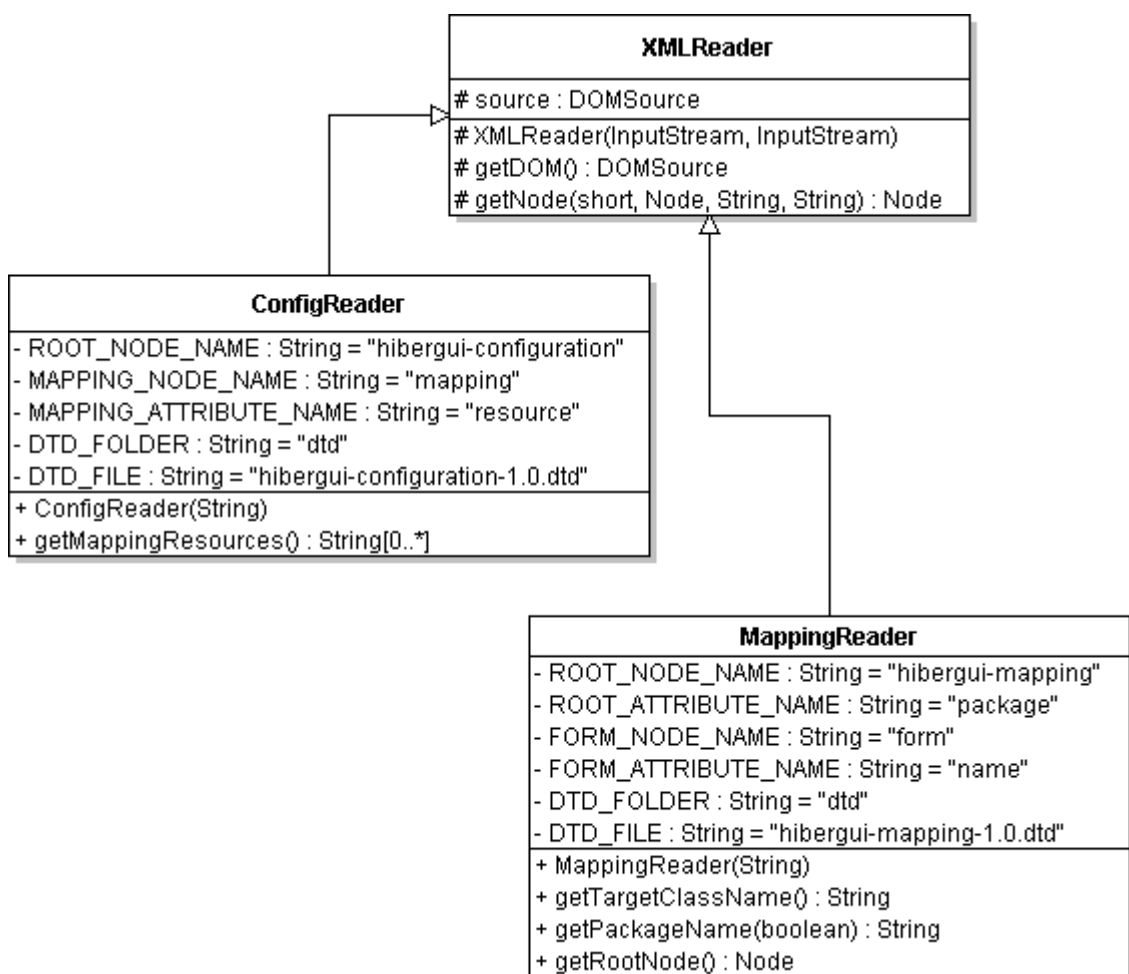 XMLReader
# source : DOMSource
# XMLReader(InputStream, InputStream)
# getDOM() : DOMSource
# getNode(short, Node, String, String) : Node
ConfigReader
- ROOT_NODE_NAME : String = "hibergui-configuration"
- MAPPING_NODE_NAME : String = "mapping"
- MAPPING_ATTRIBUTE_NAME : String = "resource"
- DTD_FOLDER : String = "dtd"
- DTD_FILE : String = "hibergui-configuration-1.0.dtd"
+ ConfigReader(String)
+ getMappingResources() : String[0..*]
MappingReader
- ROOT_NODE_NAME : String = "hibergui-mapping"
- ROOT_ATTRIBUTE_NAME : String = "package"
- FORM_NODE_NAME : String = "form"
- FORM_ATTRIBUTE_NAME : String = "name"
- DTD_FOLDER : String = "dtd"
- DTD_FILE : String = "hibergui-mapping-1.0.dtd"
+ MappingReader(String)
+ getTargetClassName() : String
+ getPackageName(boolean) : String
+ getRootNode() : Node